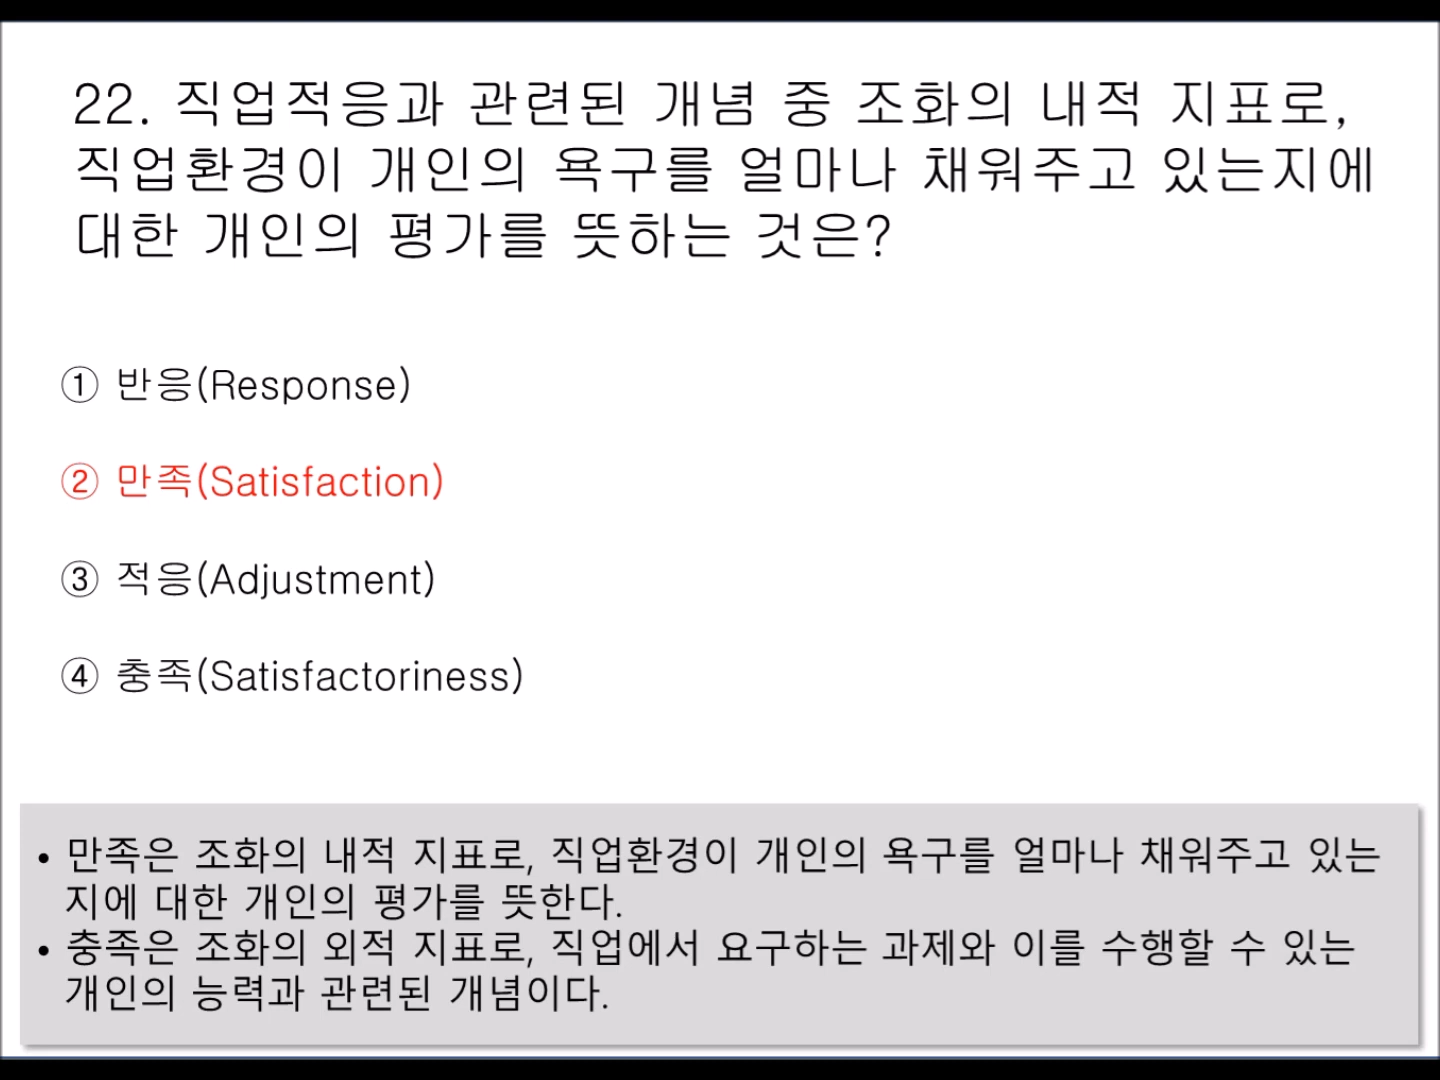 22. 직업적응과 관련된 개념 중 조화의 내적 지표로,
직업환경이 개인의 욕구를 얼마나 채워주고 있는지에
대한 개인의 평가를 뜻하는 것은?
① 반응(Response)
② 만족(Satisfaction)
③ 적응(Adjustment)
④ 충족(Satisfactoriness)
• 만족은 조화의 내적 지표로, 직업환경이 개인의 욕구를 얼마나 채워주고 있는
지에 대한 개인의 평가를 뜻한다.
• 충족은 조화의 외적 지표로, 직업에서 요구하는 과제와 이를 수행할 수 있는
개인의 능력과 관련된 개념이다.